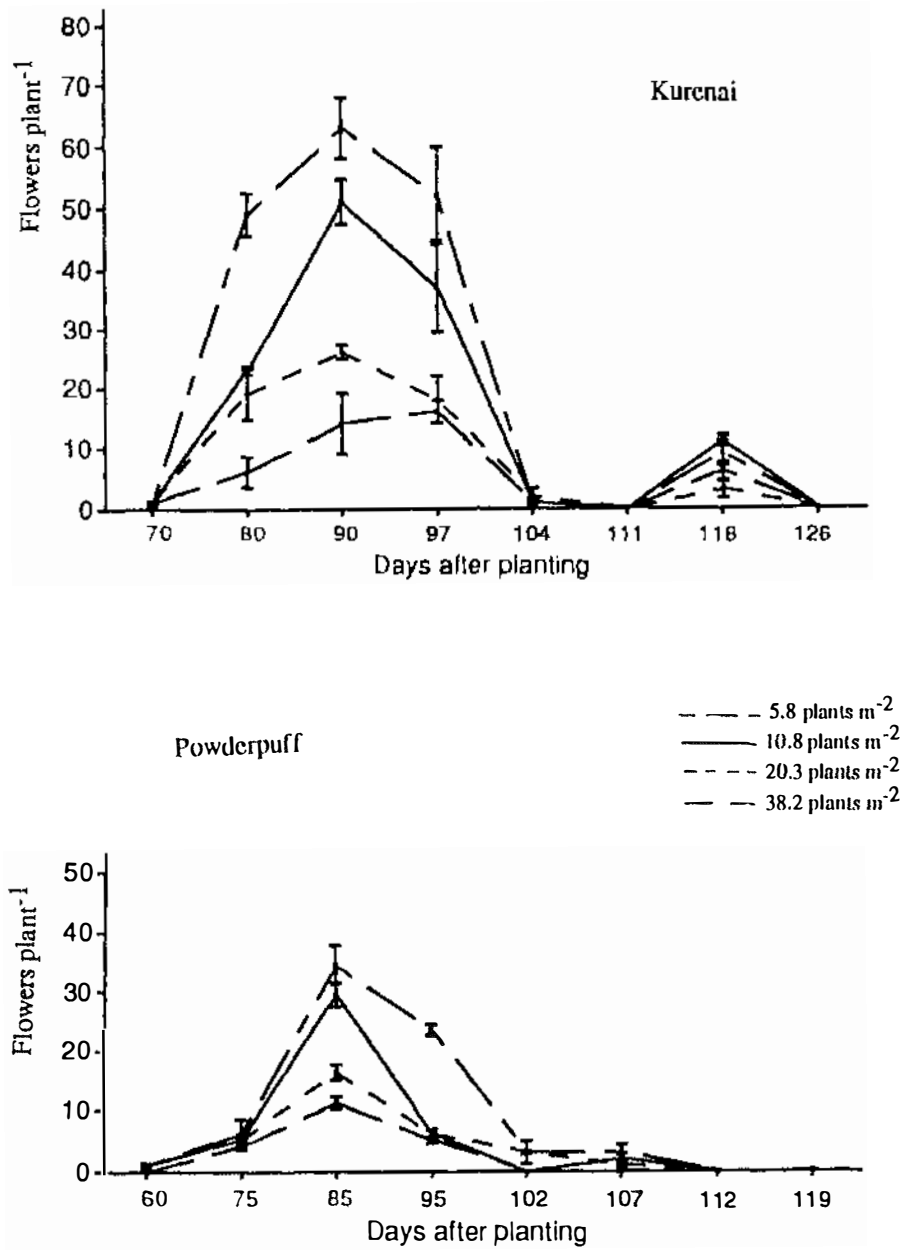 Kurenai
Flowers plant-1
80
70
60
50
40
30
20
10
0
70 80 90 97 104 111 118 126
Days after planting
Powderpuff
5.8 plants m-2
10.8 plants m-2
20.3 plants m-2
38.2 plants m-2
Flowers plant-1
50
40
30
20
10
0
60 75 85 95 102 107 112 119
Days after planting